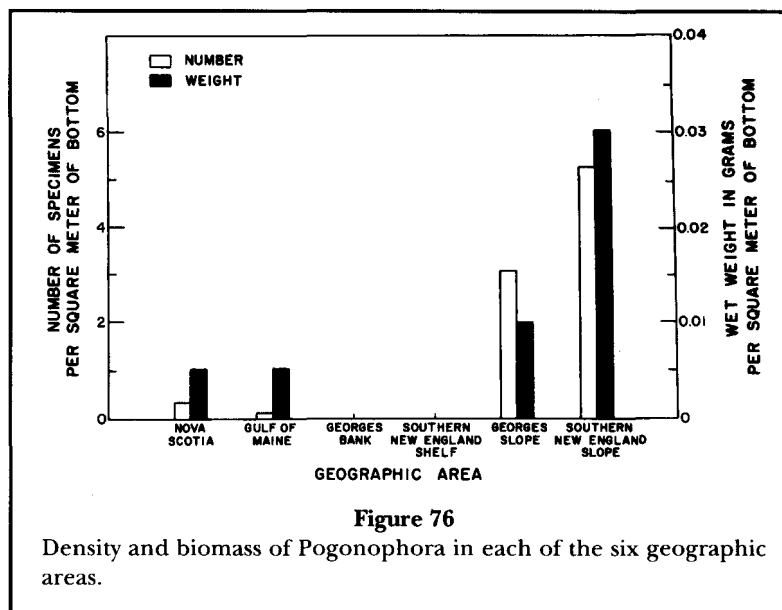 NUMBER
WEIGHT
NUMBER OF SPECIMENS
PER SQUARE METER OF BOTTOM
6
4
2
0
0.04
0.03
0.02
0.01
0
WET WEIGHT IN GRAMS
PER SQUARE METER OF BOTTOM
NOVA
SCOTIA
GULF OF
MAINE
GEORGES
BANK
SOUTHERN
NEW ENGLAND
SHELF
GEORGES
SLOPE
SOUTHERN
NEW ENGLAND
SLOPE
GEOGRAPHIC AREA
Figure 76
Density and biomass of Pogonophora in each of the six geographic
areas.